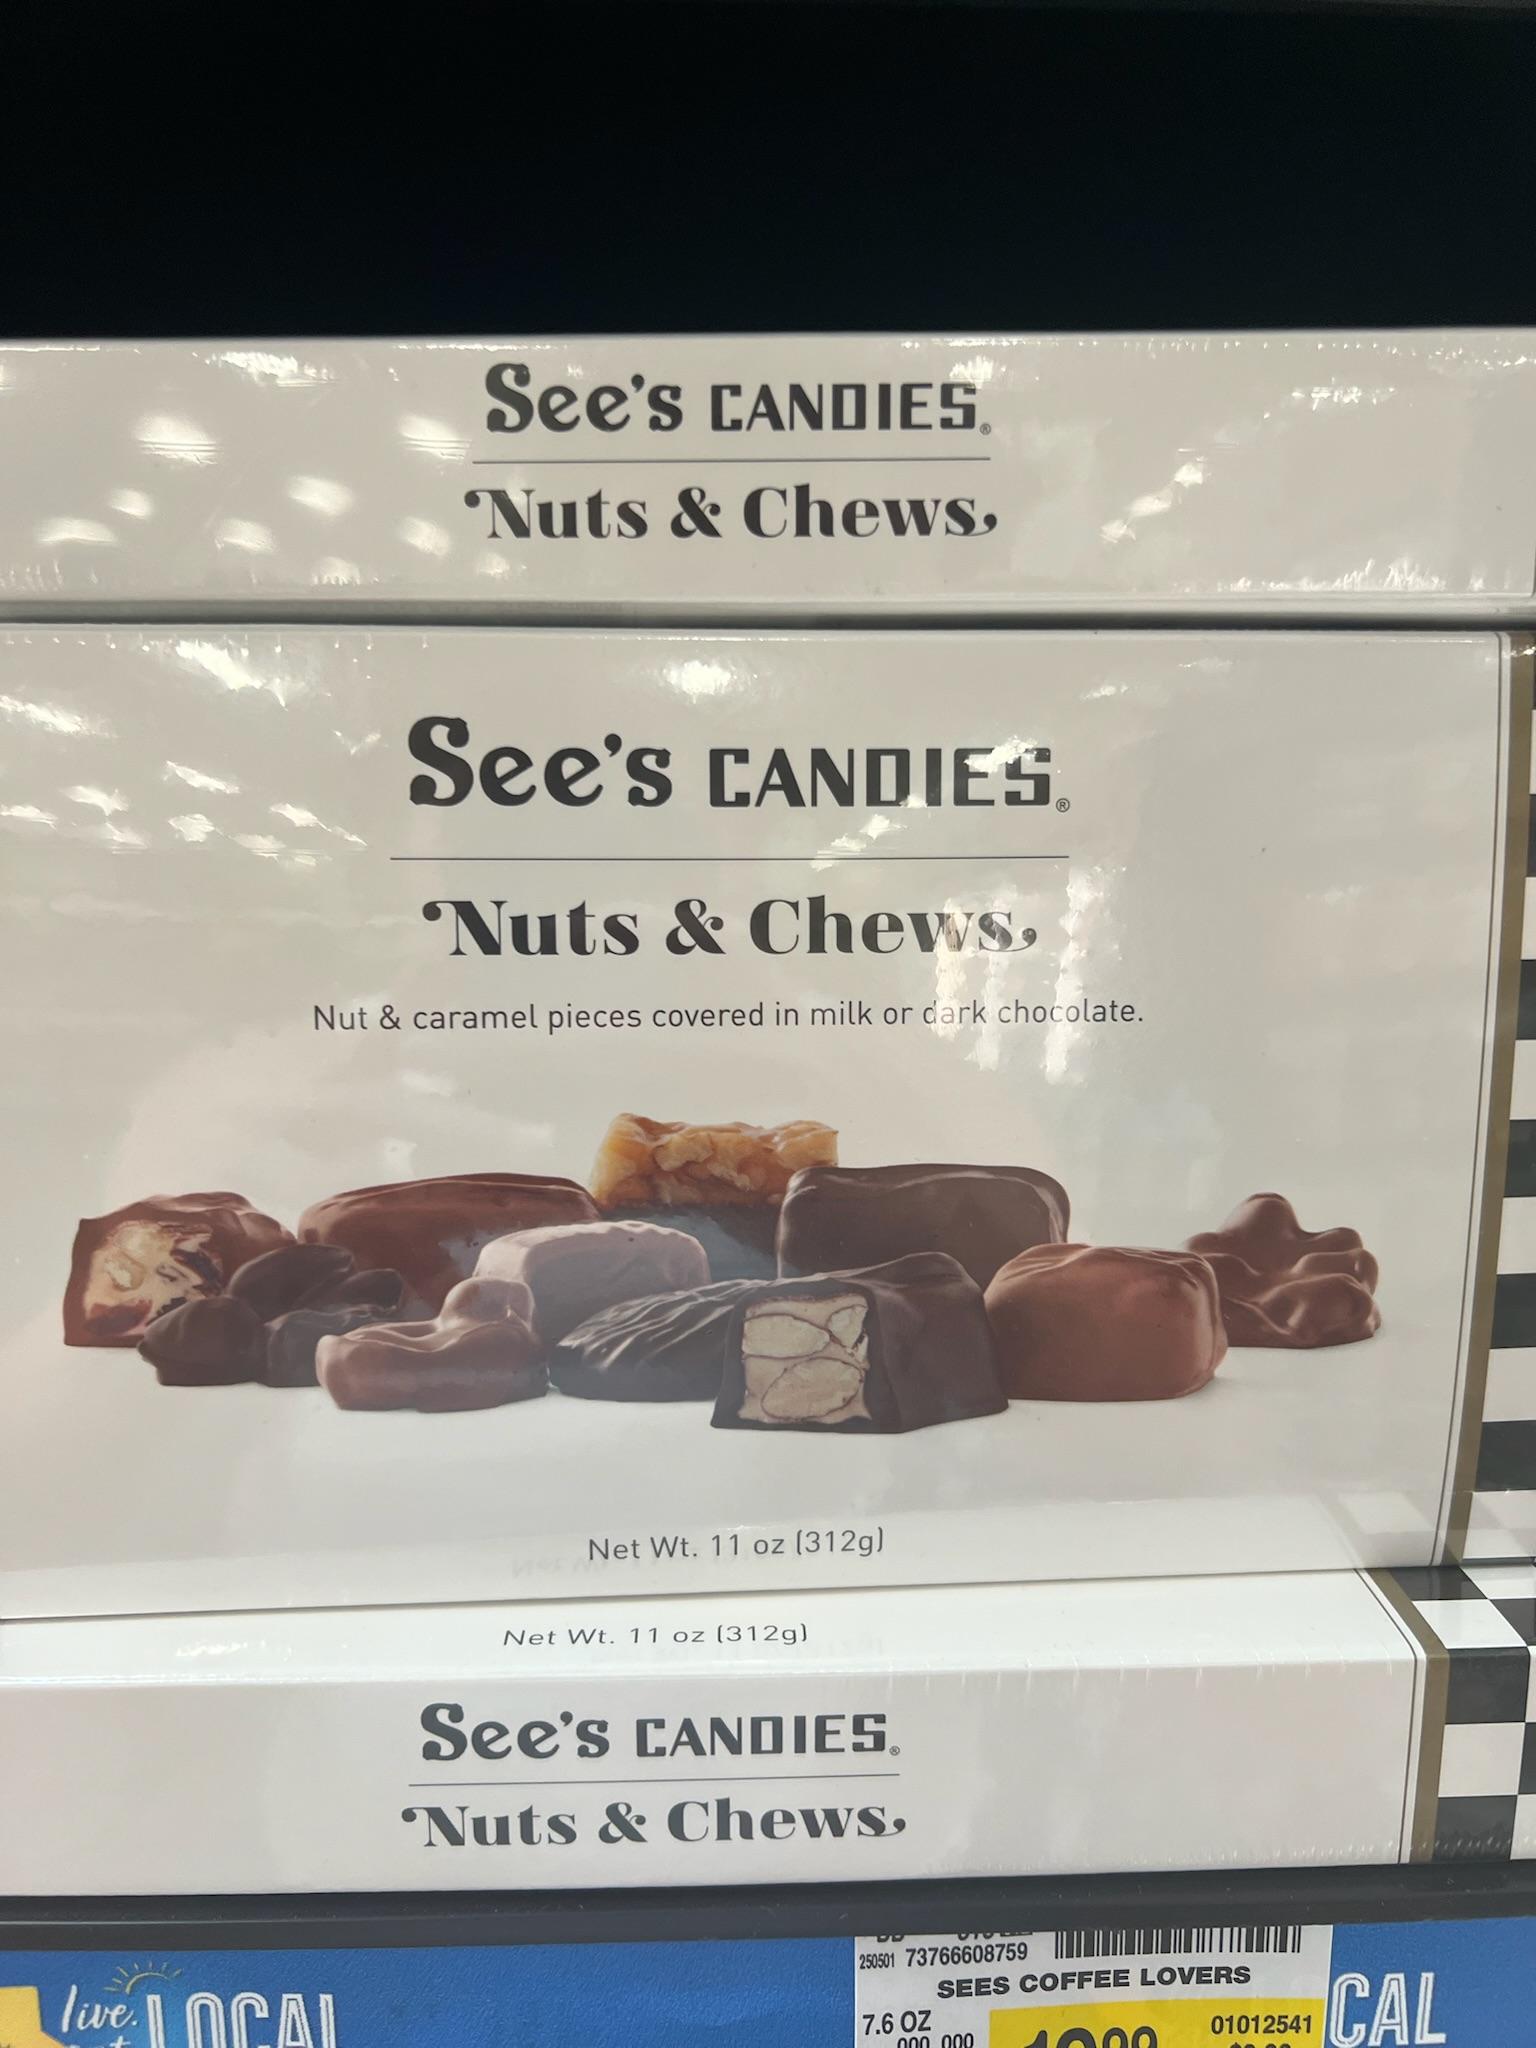 See's CANDIES®
Nuts & Chews
See's CANDIES®
Nuts & Chews
Nut & caramel pieces covered in milk or dark chocolate.
Net Wt. 11 oz (312g)
Net Wt. 11 oz (312g)
See's CANDIES®
Nuts & Chews
250501 73766608759
SEES COFFEE LOVERS
7.6 OZ
01012541
live.
LOCAL
CAL